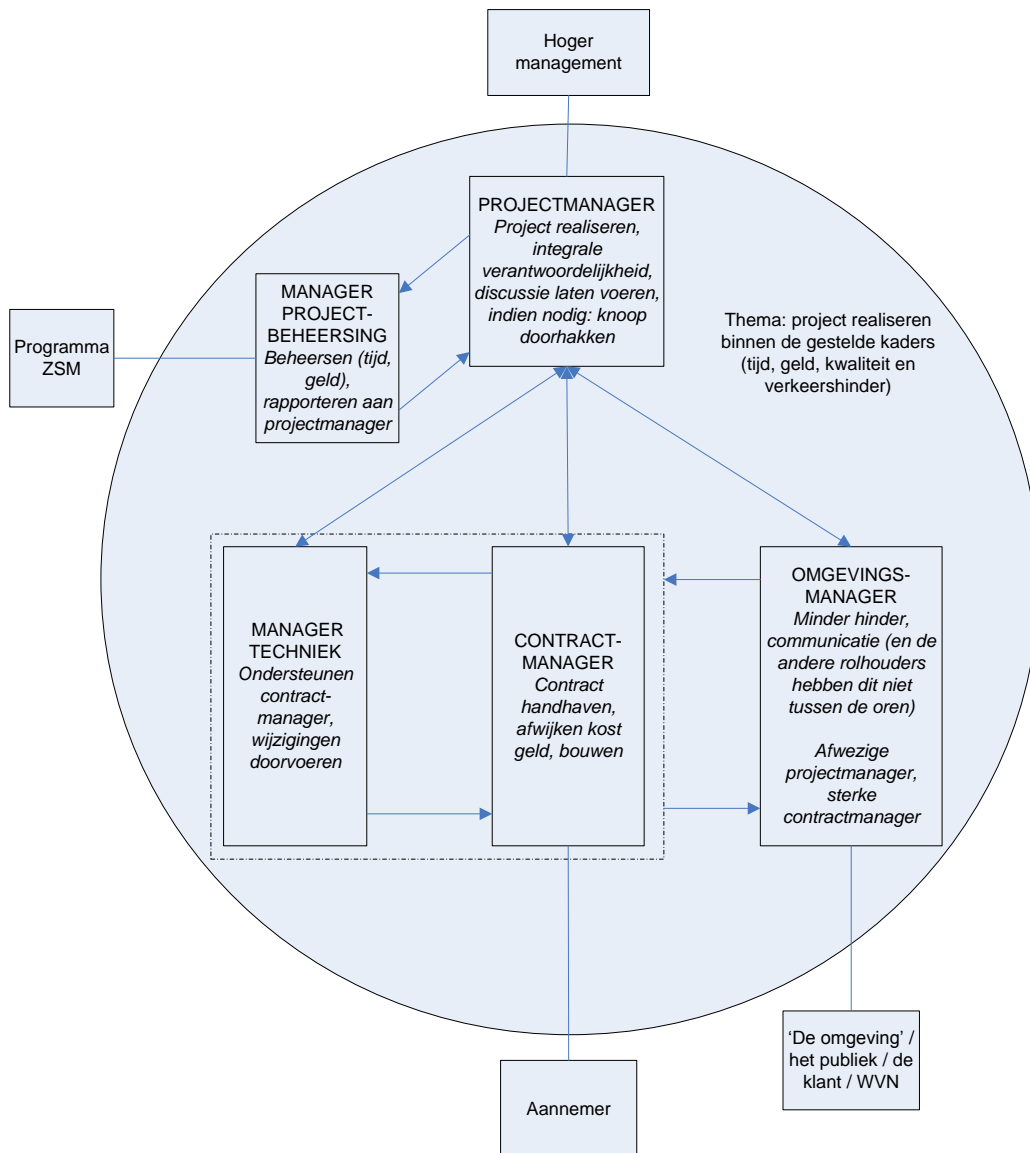 Hoger
management
PROJECTMANAGER
Project realiseren,
integrale
verantwoordelijkheid,
discussie laten voeren,
indien nodig: knoop
doorhakken
MANAGER
PROJECT-
BEHEERSING
Beheersen (tijd,
geld),
rapporteren aan
projectmanager
Programma
ZSM
Thema: project realiseren
binnen de gestelde kaders
(tijd, geld, kwaliteit en
verkeershinder)
MANAGER
TECHNIEK
Ondersteunen
contract-
manager,
wijzigingen
doorvoeren
CONTRACT-
MANAGER
Contract
handhaven,
afwijken kost
geld, bouwen
OMGEVINGS-
MANAGER
Minder hinder,
communicatie (en de
andere rolhouders
hebben dit niet
tussen de oren)
Afwezige
projectmanager,
sterke
contractmanager
‘De omgeving’ /
het publiek / de
klant / WVN
Aannemer